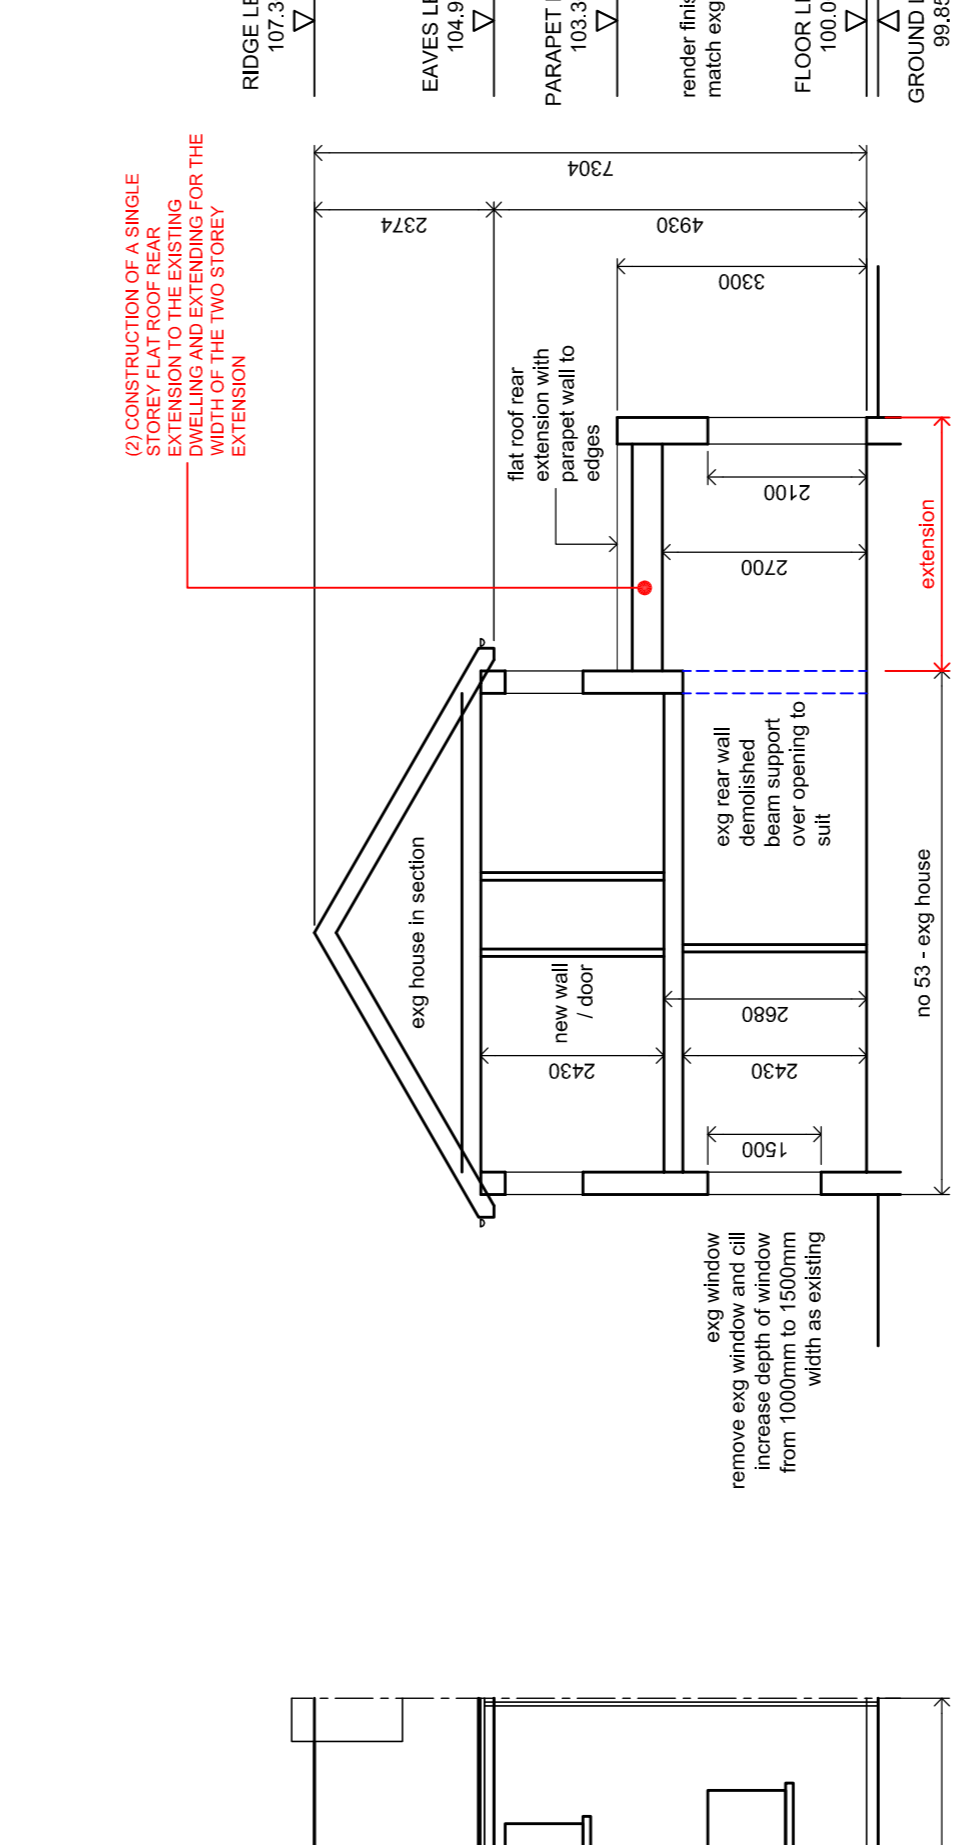 (2) CONSTRUCTION OF A SINGLE
STOREY FLAT ROOF REAR
EXTENSION TO THE EXISTING
DWELLING AND EXTENDING FOR THE
WIDTH OF THE TWO STOREY
EXTENSION
RIDGE LE
107.3
EAVES LE
104.9
PARAPET
103.3
render finis
match exg
FLOOR LE
100.0
GROUND L
99.85
7304
2374
4930
3300
flat roof rear
extension with
parapet wall to
edges
2100
2700
extension
exg house in section
exg rear wall
demolished
beam support
over opening to
suit
new wall
/ door
2430
2680
2430
1500
no 53 - exg house
exg window
remove exg window and cill
increase depth of window
from 1000mm to 1500mm
width as existing